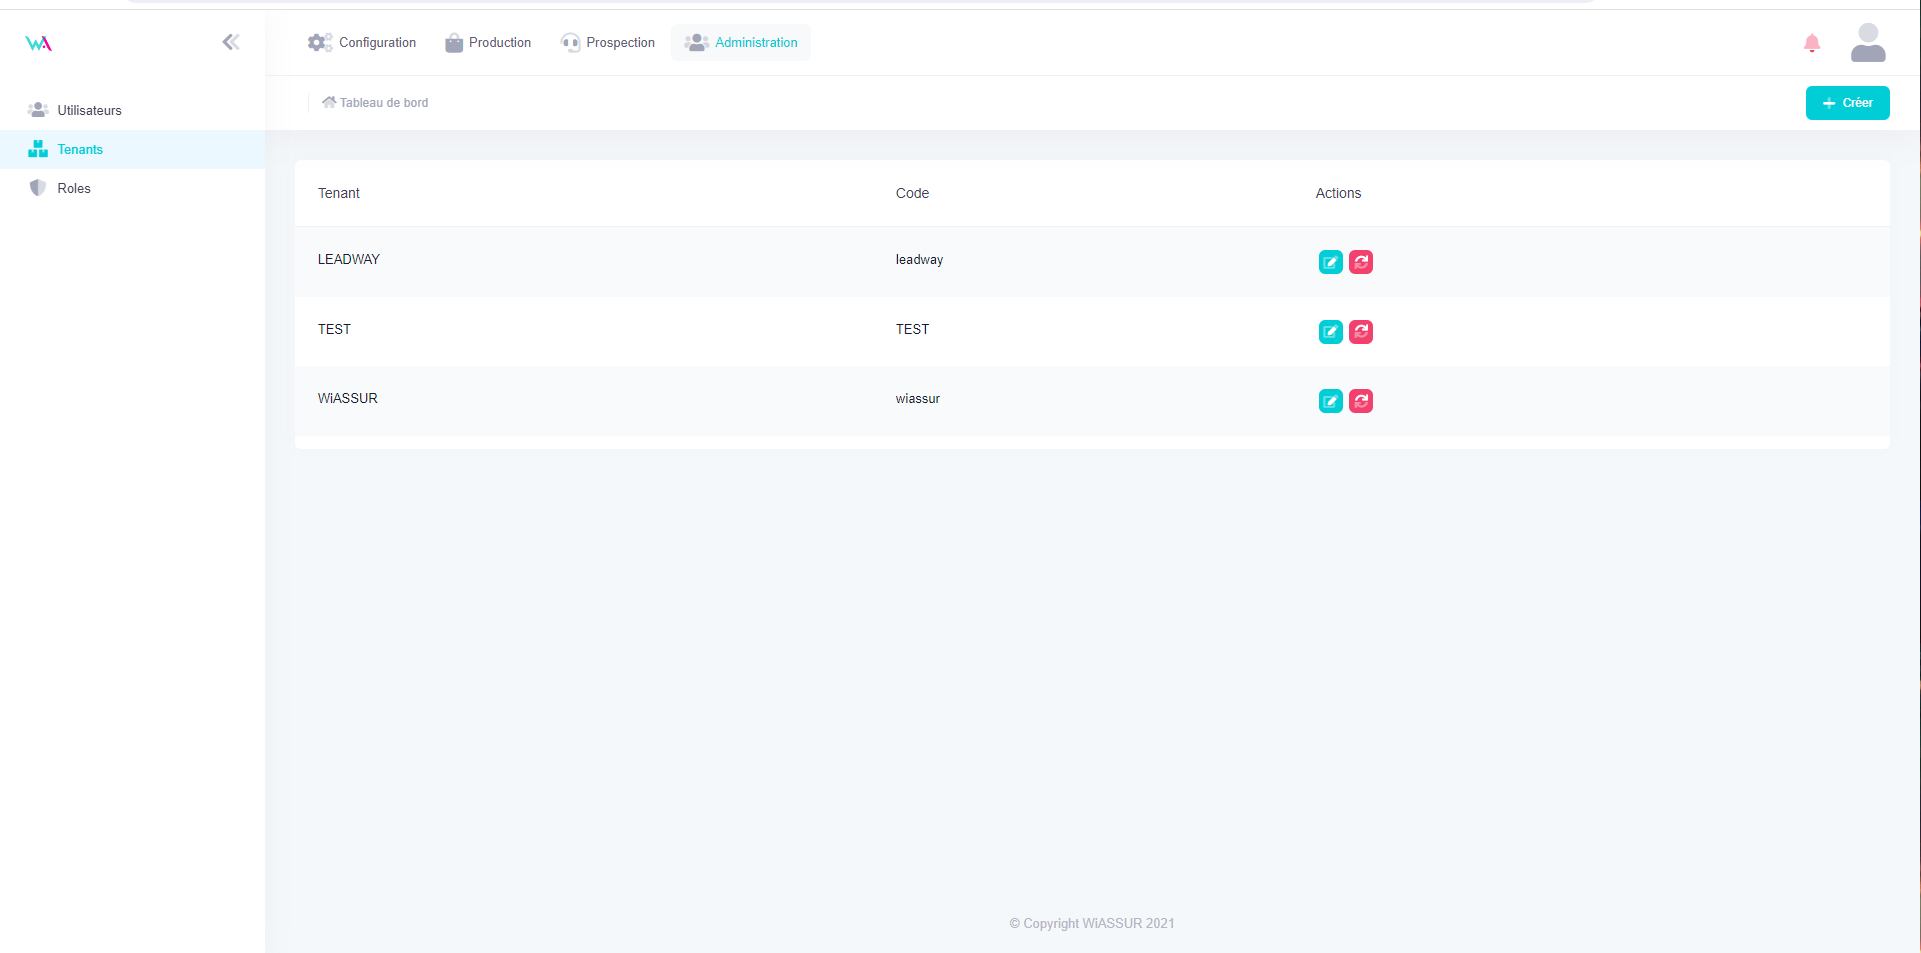 WA
Configuration Production Prospection Administration
Utilisateurs
Tenants
Roles
Tableau de bord
Créer
Tenant Code Actions
LEADWAY leadway
TEST TEST
WiASSUR wiassur
© Copyright WiASSUR 2021